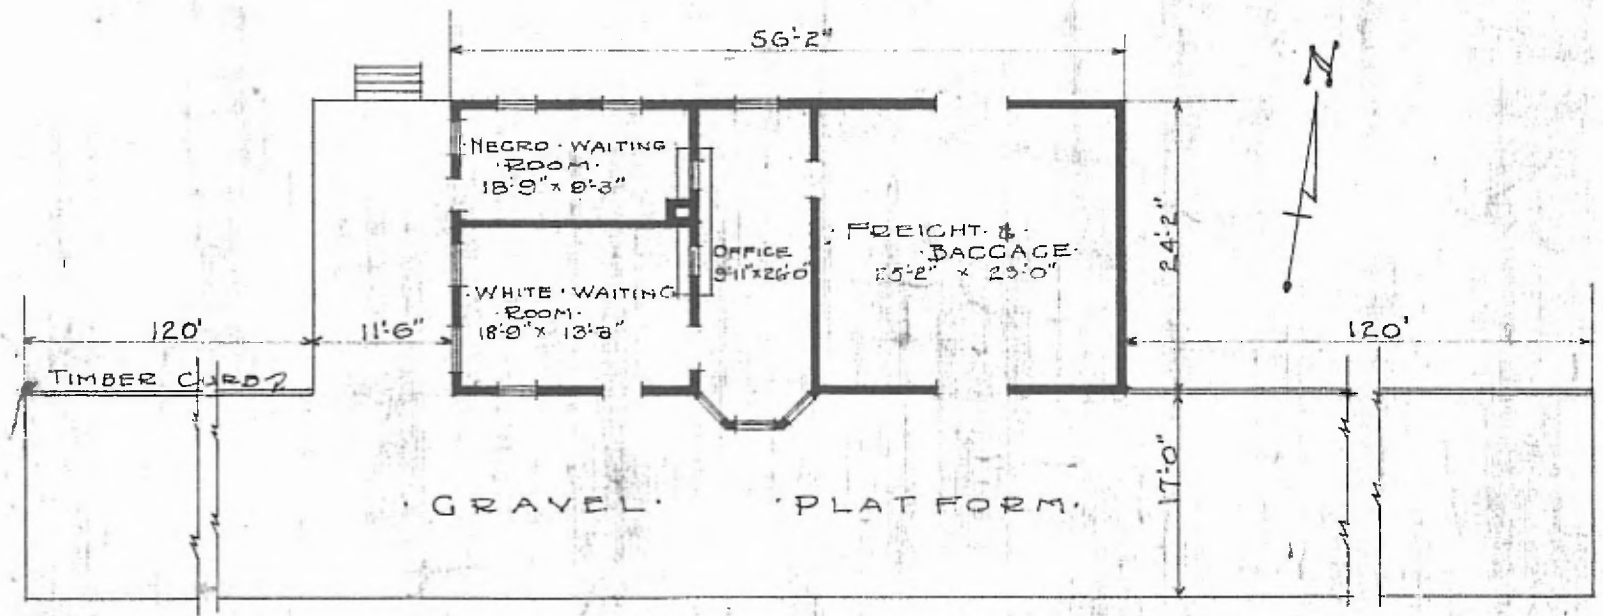 56'-2"
N
·NEGRO·WAITING
·ROOM·
18'-9" x 9'-3"
·FREIGHT·&·
·BAGGAGE·
25'-2" x 23'-0"
OFFICE
9'-11" x 26'-0"
24'-2"
·WHITE·WAITING
·ROOM·
18'-9" x 13'-3"
120'
11'-6"
120'
TIMBER CURB
17'-0"
·GRAVEL· ·PLATFORM·